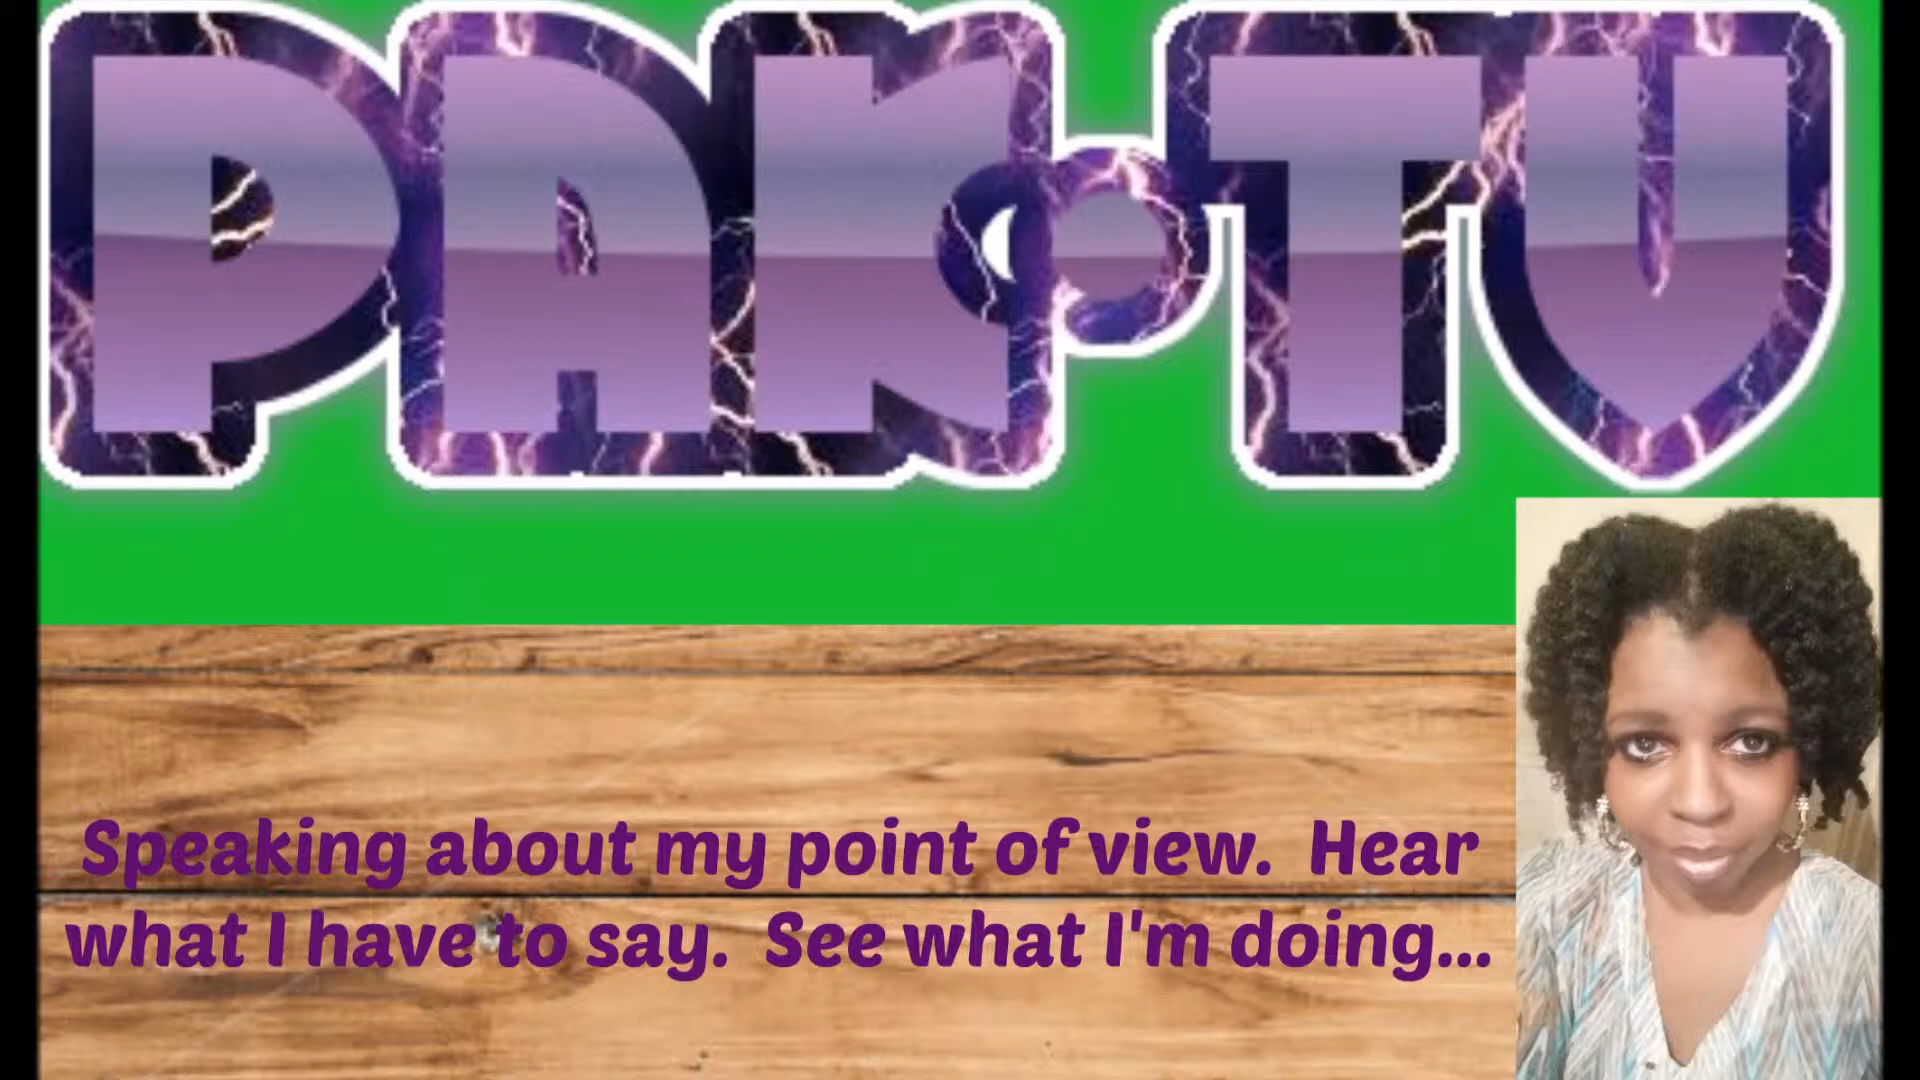 PAK•TV
Speaking about my point of view. Hear
what I have to say. See what I'm doing...